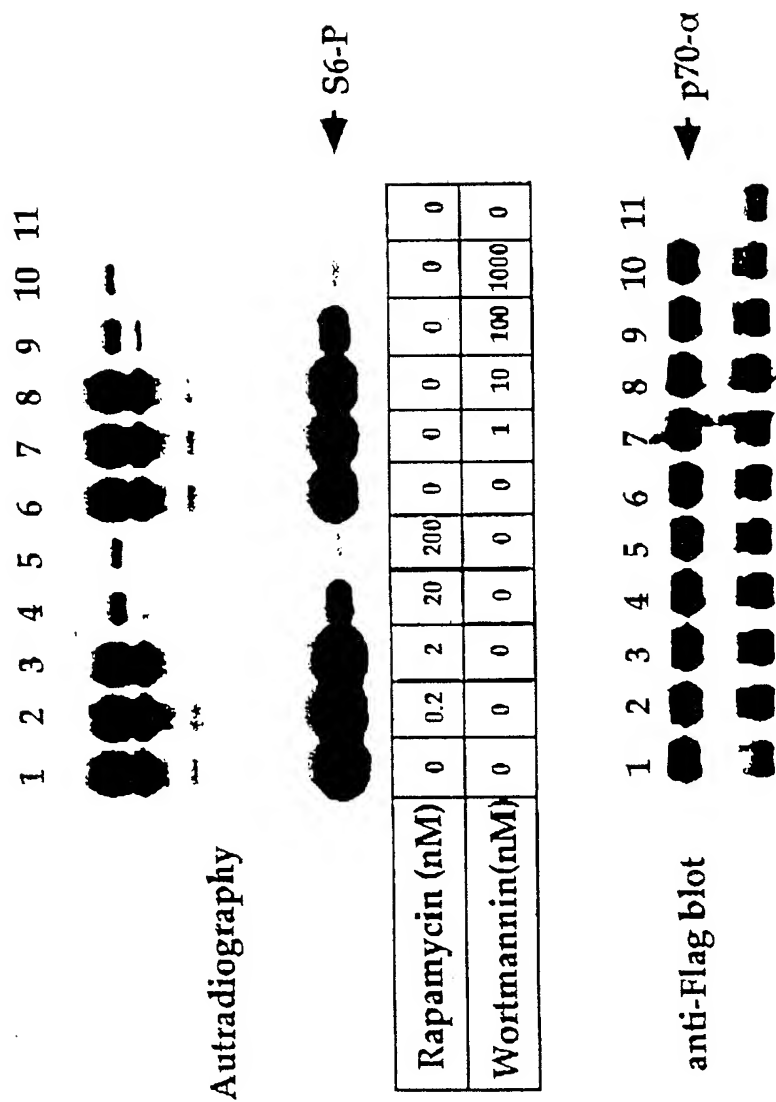 1 2 3 4 5 6 7 8 9 10 11
Autradiography
S6-P
Rapamycin (nM) 0 0.2 2 20 200 0 0 0 0 0 0
Wortmannin(nM) 0 0 0 0 0 0 1 10 100 1000 0
1 2 3 4 5 6 7 8 9 10 11
anti-Flag blot
p70-α